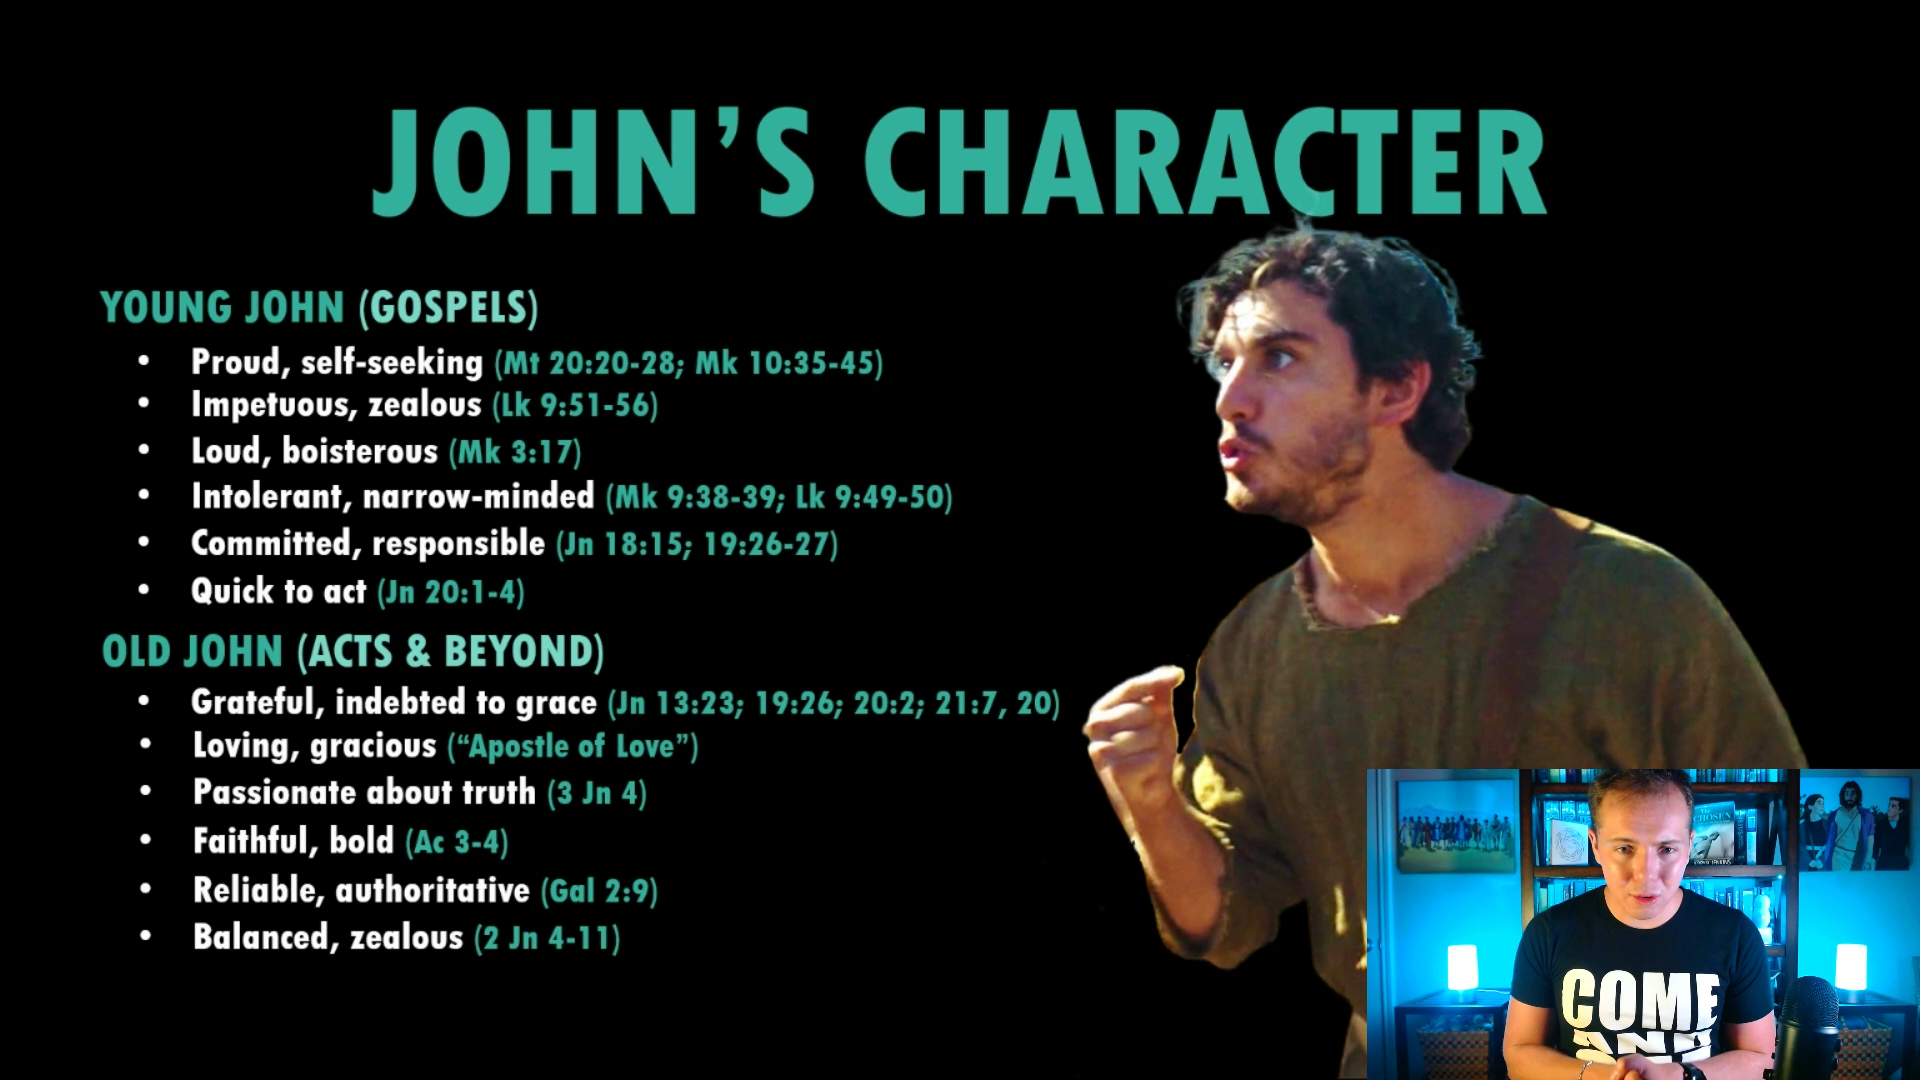 JOHN’S CHARACTER
YOUNG JOHN (GOSPELS)
• Proud, self-seeking (Mt 20:20-28; Mk 10:35-45)
• Impetuous, zealous (Lk 9:51-56)
• Loud, boisterous (Mk 3:17)
• Intolerant, narrow-minded (Mk 9:38-39; Lk 9:49-50)
• Committed, responsible (Jn 18:15; 19:26-27)
• Quick to act (Jn 20:1-4)
OLD JOHN (ACTS & BEYOND)
• Grateful, indebted to grace (Jn 13:23; 19:26; 20:2; 21:7, 20)
• Loving, gracious (“Apostle of Love”)
• Passionate about truth (3 Jn 4)
• Faithful, bold (Ac 3-4)
• Reliable, authoritative (Gal 2:9)
• Balanced, zealous (2 Jn 4-11)
CHOSEN
COME
AND